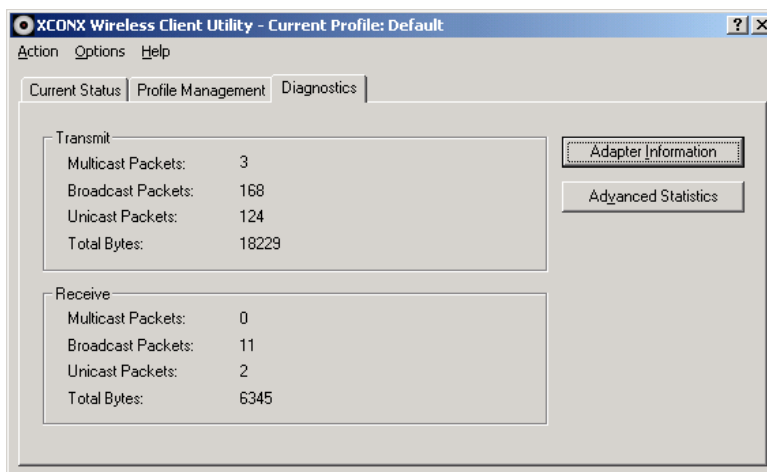 XCONX Wireless Client Utility - Current Profile: Default
Action Options Help
Current Status Profile Management Diagnostics
Transmit
Multicast Packets: 3
Broadcast Packets: 168
Unicast Packets: 124
Total Bytes: 18229
Adapter Information
Advanced Statistics
Receive
Multicast Packets: 0
Broadcast Packets: 11
Unicast Packets: 2
Total Bytes: 6345